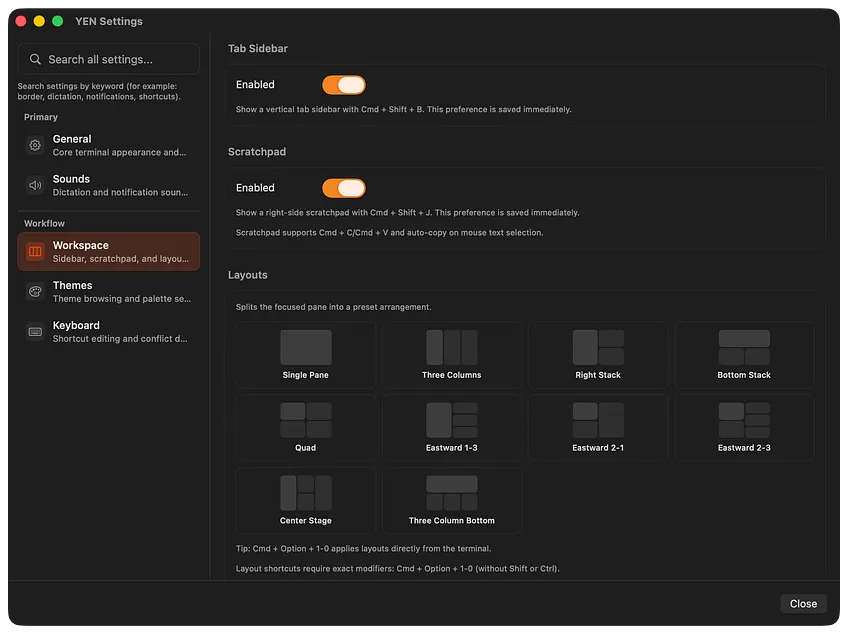 YEN Settings
Search all settings...
Search settings by keyword (for example:
border, dictation, notifications, shortcuts).
Primary
General
Core terminal appearance and...
Sounds
Dictation and notification soun...
Workflow
Workspace
Sidebar, scratchpad, and layou...
Themes
Theme browsing and palette se...
Keyboard
Shortcut editing and conflict d...
Tab Sidebar
Enabled
Show a vertical tab sidebar with Cmd + Shift + B. This preference is saved immediately.
Scratchpad
Enabled
Show a right-side scratchpad with Cmd + Shift + J. This preference is saved immediately.
Scratchpad supports Cmd + C/Cmd + V and auto-copy on mouse text selection.
Layouts
Splits the focused pane into a preset arrangement.
Single Pane
Three Columns
Right Stack
Bottom Stack
Quad
Eastward 1-3
Eastward 2-1
Eastward 2-3
Center Stage
Three Column Bottom
Tip: Cmd + Option + 1-0 applies layouts directly from the terminal.
Layout shortcuts require exact modifiers: Cmd + Option + 1-0 (without Shift or Ctrl).
Close